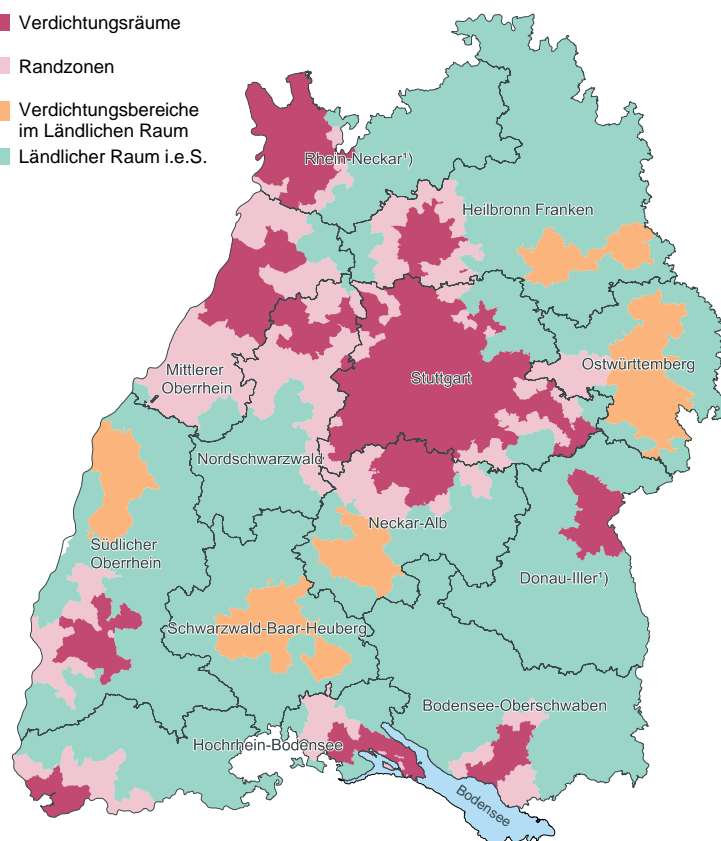 Verdichtungsräume
Randzonen
Verdichtungsbereiche
im Ländlichen Raum
Ländlicher Raum i.e.S.
Rhein-Neckar¹)
Heilbronn Franken
Mittlerer
Oberrhein
Stuttgart
Ostwürttemberg
Nordschwarzwald
Neckar-Alb
Südlicher
Oberrhein
Donau-Iller¹)
Schwarzwald-Baar-Heuberg
Bodensee-Oberschwaben
Hochrhein-Bodensee
Bodensee